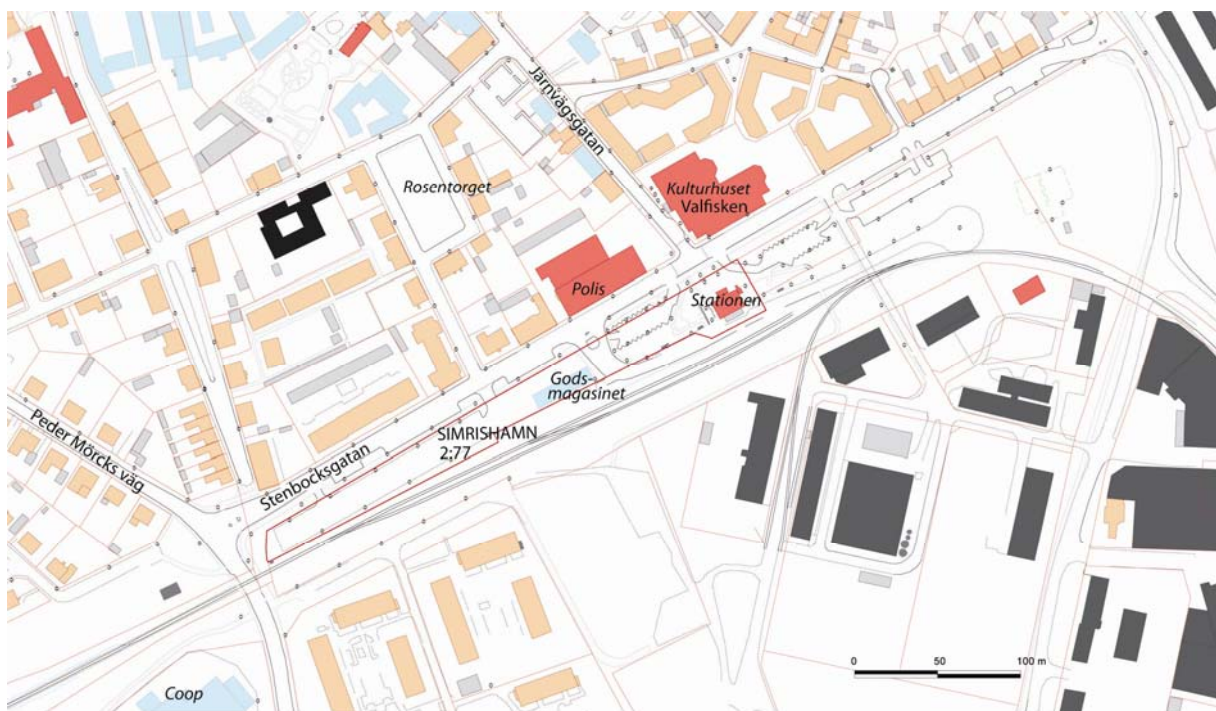 Järnvägsgatan
Rosentorget
Kulturhuset
Valfisken
Polis
Stationen
Gods-
magasinet
SIMRISHAMN
2:77
Peder Mörcks väg
Stenbocksgatan
0 50 100 m
Coop